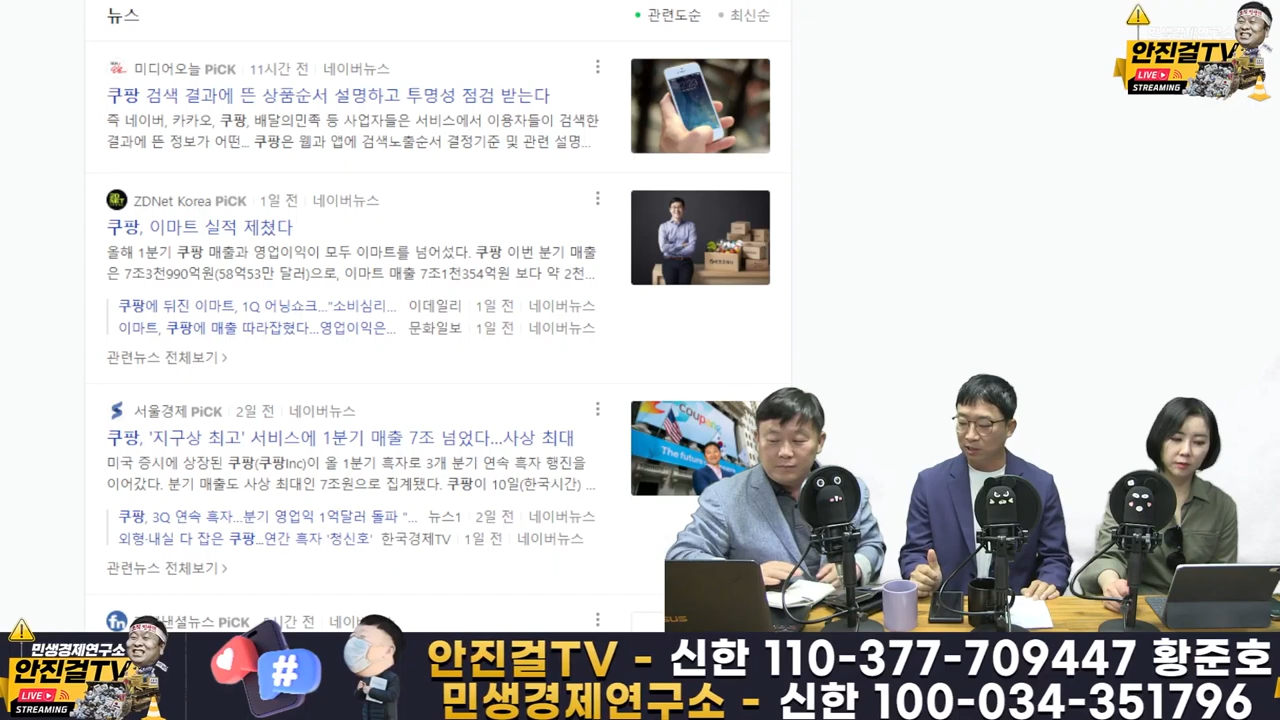 뉴스
관련도순
최신순
안진걸TV
LIVE
STREAMING
미디어오늘 PiCK 11시간 전 네이버뉴스
쿠팡 검색 결과에 뜬 상품순서 설명하고 투명성 점검 받는다
즉 네이버, 카카오, 쿠팡, 배달의민족 등 사업자들은 서비스에서 이용자들이 검색한
결과에 뜬 정보가 어떤... 쿠팡은 웹과 앱에 검색노출순서 결정기준 및 관련 설명...
ZDNet Korea PiCK 1일 전 네이버뉴스
쿠팡, 이마트 실적 제쳤다
올해 1분기 쿠팡 매출과 영업이익이 모두 이마트를 넘어섰다. 쿠팡 이번 분기 매출
은 7조3천990억원(58억53만 달러)으로, 이마트 매출 7조1천354억원 보다 약 2천...
쿠팡에 뒤진 이마트, 1Q 어닝쇼크..."소비심리... 이데일리 1일 전 네이버뉴스
이마트, 쿠팡에 매출 따라잡혔다...영업이익은... 문화일보 1일 전 네이버뉴스
관련뉴스 전체보기 >
서울경제 PiCK 2일 전 네이버뉴스
쿠팡, '지구상 최고' 서비스에 1분기 매출 7조 넘었다...사상 최대
미국 증시에 상장된 쿠팡(쿠팡Inc)이 올 1분기 흑자로 3개 분기 연속 흑자 행진을
이어갔다. 분기 매출도 사상 최대인 7조원으로 집계됐다. 쿠팡이 10일(한국시간) ...
쿠팡, 3Q 연속 흑자...분기 영업익 1억달러 돌파 "... 뉴스1 2일 전 네이버뉴스
외형·내실 다 잡은 쿠팡...연간 흑자 '청신호' 한국경제TV 1일 전 네이버뉴스
관련뉴스 전체보기 >
The future
낸셜뉴스 PiCK
민생경제연구소
안진걸TV
LIVE
STREAMING
#
안진걸TV - 신한 110-377-709447 황준호
민생경제연구소 - 신한 100-034-351796